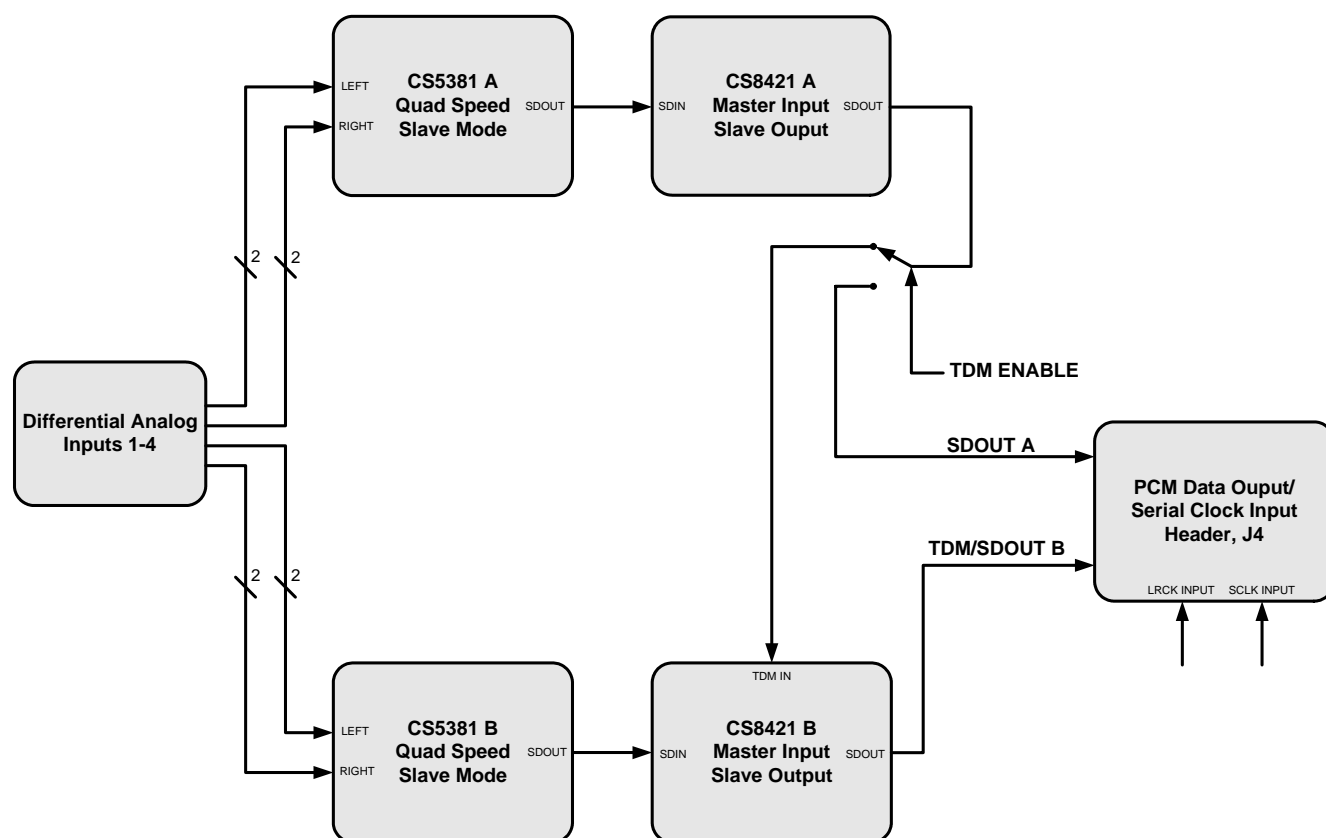 CS5381 A
Quad Speed
Slave Mode
LEFT
RIGHT
SDOUT
CS8421 A
Master Input
Slave Ouput
SDIN
SDOUT
2
2
TDM ENABLE
Differential Analog
Inputs 1-4
SDOUT A
TDM/SDOUT B
PCM Data Ouput/
Serial Clock Input
Header, J4
LRCK INPUT
SCLK INPUT
2
2
CS5381 B
Quad Speed
Slave Mode
LEFT
RIGHT
SDOUT
TDM IN
CS8421 B
Master Input
Slave Output
SDIN
SDOUT